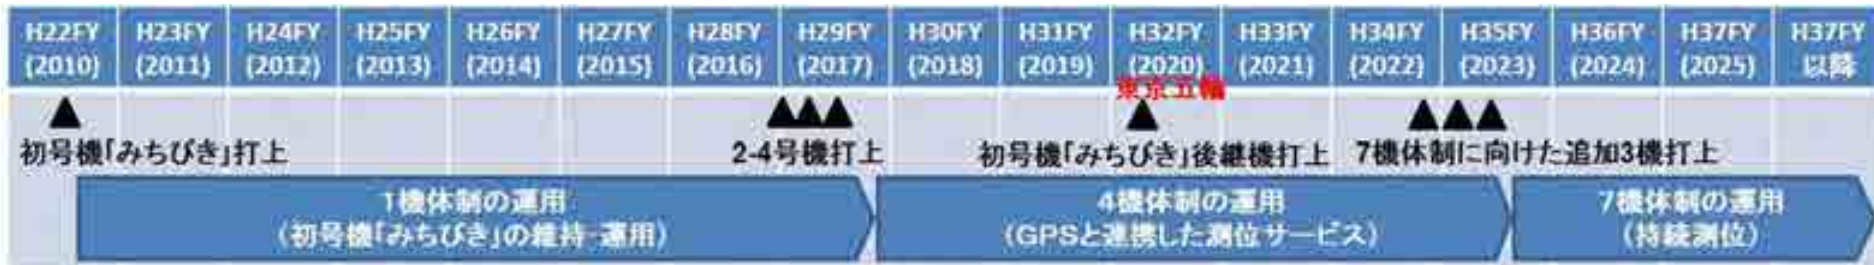 H22FY H23FY H24FY H25FY H26FY H27FY H28FY H29FY H30FY H31FY H32FY H33FY H34FY H35FY H36FY H37FY H37FY
(2010) (2011) (2012) (2013) (2014) (2015) (2016) (2017) (2018) (2019) (2020) (2021) (2022) (2023) (2024) (2025) 以降
東京五輪
初号機「みちびき」打上 2-4号機打上 初号機「みちびき」後継機打上 7機体制に向けた追加3機打上
1機体制の運用 4機体制の運用 7機体制の運用
(初号機「みちびき」の維持・運用) (GPSと連携した測位サービス) (持続測位)